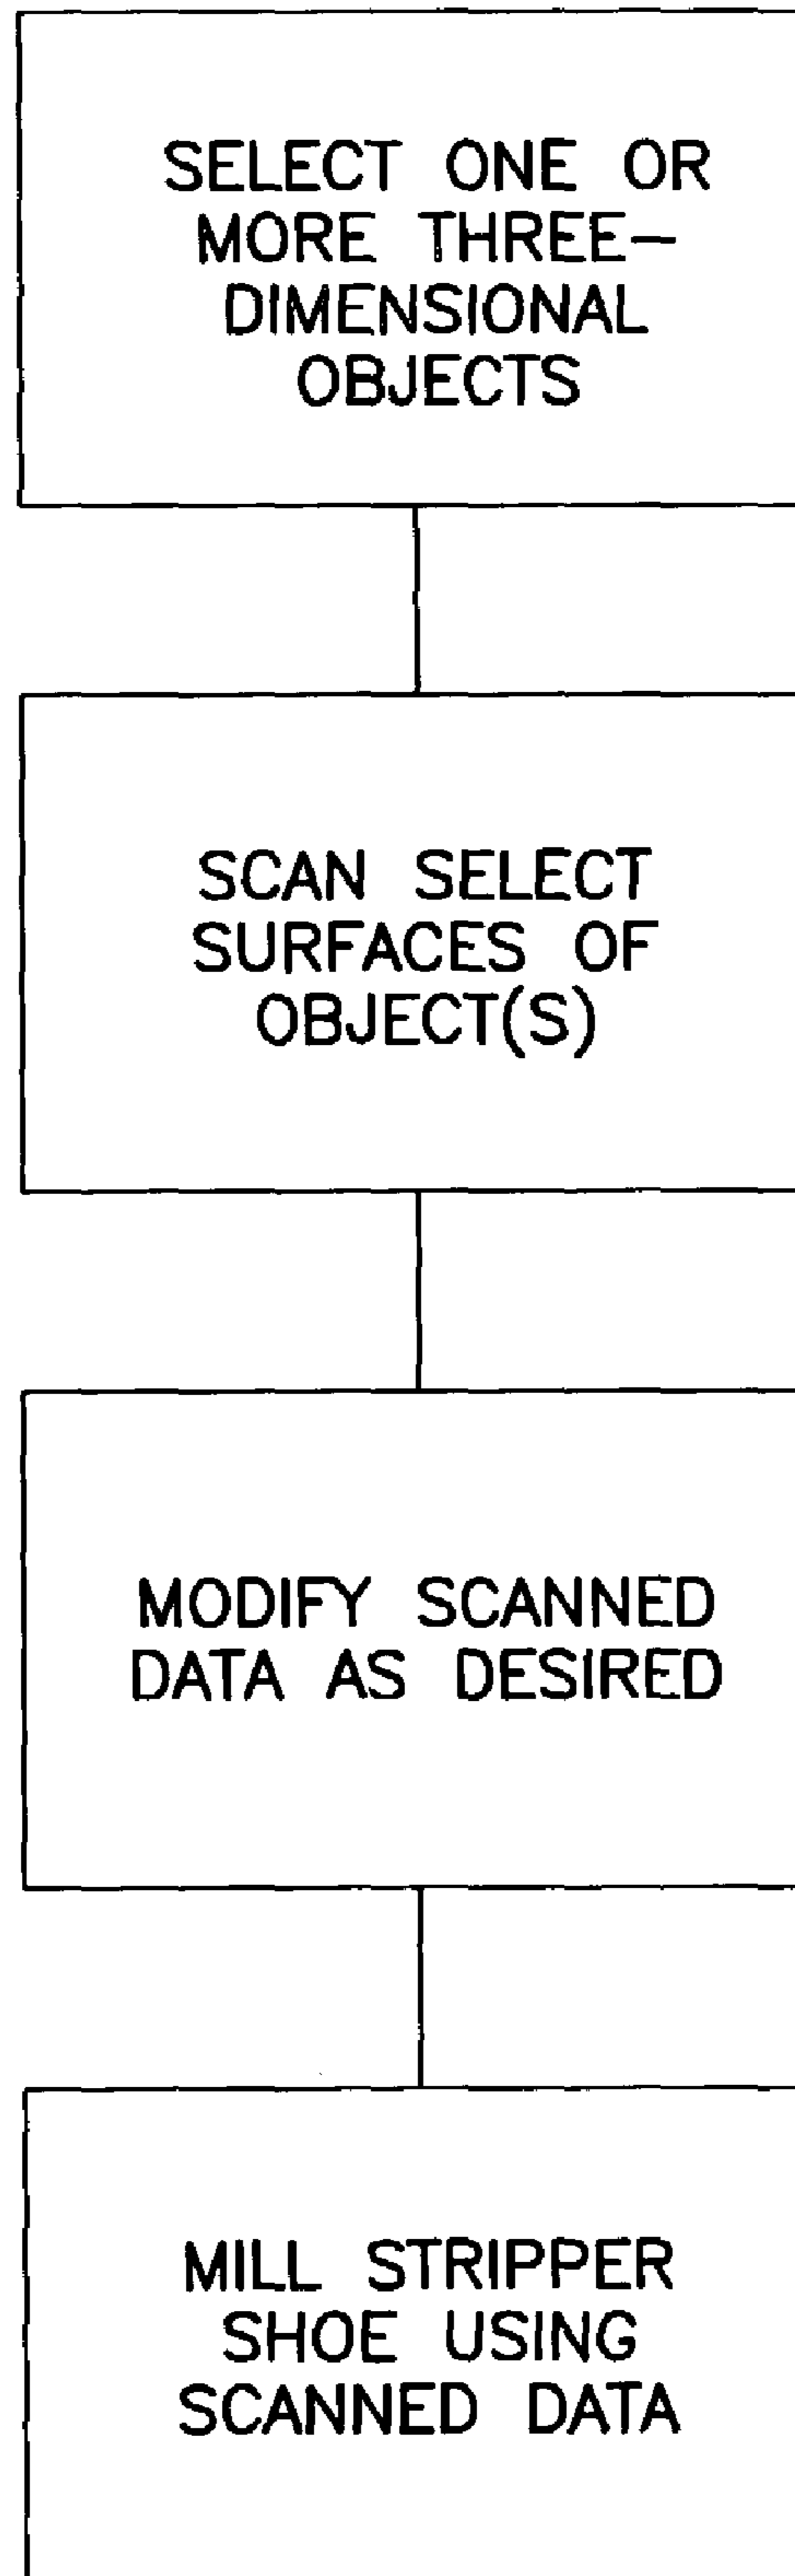 SELECT ONE OR
MORE THREE-
DIMENSIONAL
OBJECTS
SCAN SELECT
SURFACES OF
OBJECT(S)
MODIFY SCANNED
DATA AS DESIRED
MILL STRIPPER
SHOE USING
SCANNED DATA